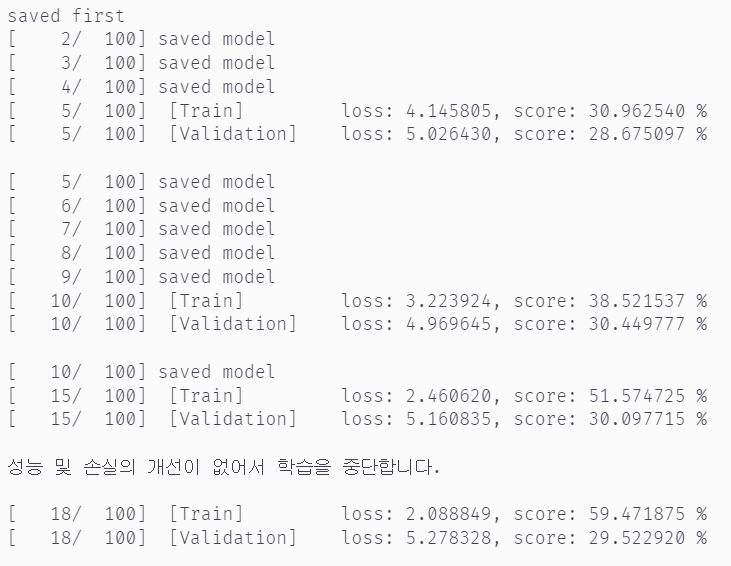 saved first
[    2/  100] saved model
[    3/  100] saved model
[    4/  100] saved model
[    5/  100]  [Train]         loss: 4.145805, score: 30.962540 %
[    5/  100]  [Validation]    loss: 5.026430, score: 28.675097 %
[    5/  100] saved model
[    6/  100] saved model
[    7/  100] saved model
[    8/  100] saved model
[    9/  100] saved model
[   10/  100]  [Train]         loss: 3.223924, score: 38.521537 %
[   10/  100]  [Validation]    loss: 4.969645, score: 30.449777 %
[   10/  100] saved model
[   15/  100]  [Train]         loss: 2.460620, score: 51.574725 %
[   15/  100]  [Validation]    loss: 5.160835, score: 30.097715 %
성능 및 손실의 개선이 없어서 학습을 중단합니다.
[   18/  100]  [Train]         loss: 2.088849, score: 59.471875 %
[   18/  100]  [Validation]    loss: 5.278328, score: 29.522920 %